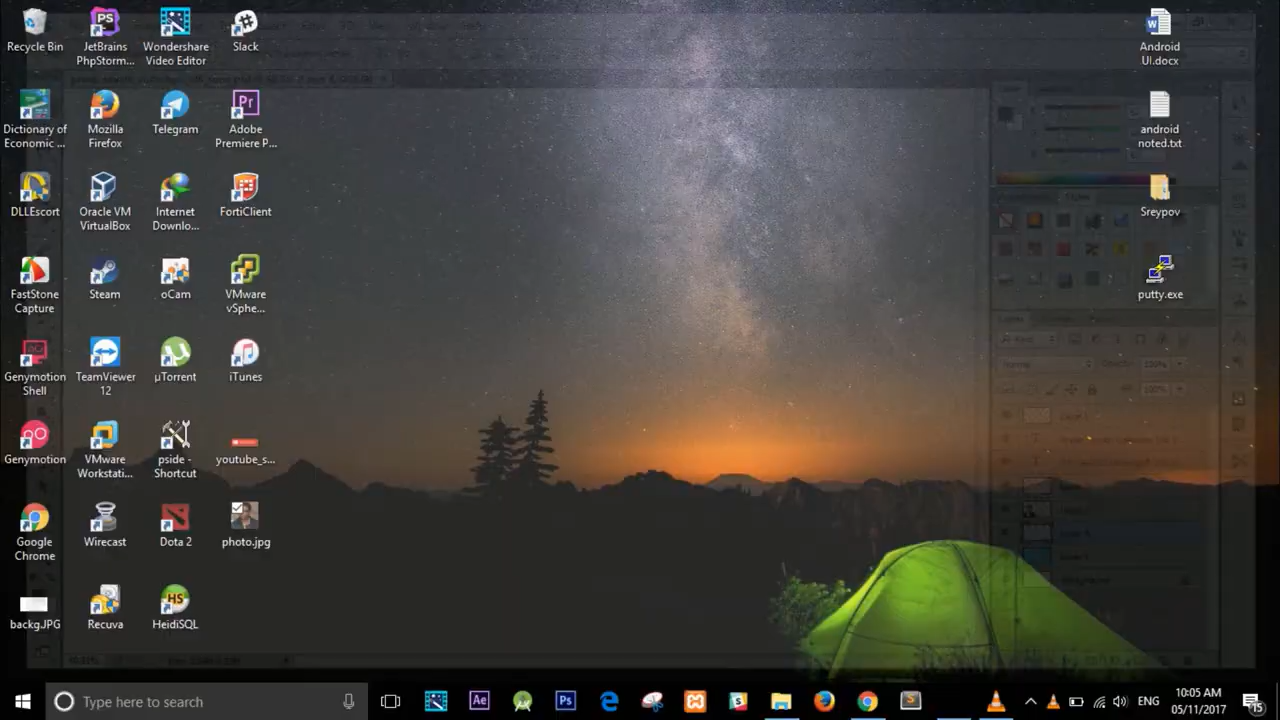 Recycle Bin
JetBrains
PhpStorm...
Wondershare
Video Editor
Slack
Android
UI.docx
Dictionary of
Economic ...
Mozilla
Firefox
Telegram
Adobe
Premiere P...
android
noted.txt
DLLEscort
Oracle VM
VirtualBox
Internet
Downlo...
FortiClient
Sreypov
FastStone
Capture
Steam
oCam
VMware
vSphe...
putty.exe
Genymotion
Shell
TeamViewer
12
µTorrent
iTunes
Genymotion
VMware
Workstati...
pside -
Shortcut
youtube_s...
Google
Chrome
Wirecast
Dota 2
photo.jpg
backg.JPG
Recuva
HeidiSQL
Type here to search
ENG
10:05 AM
05/11/2017
15